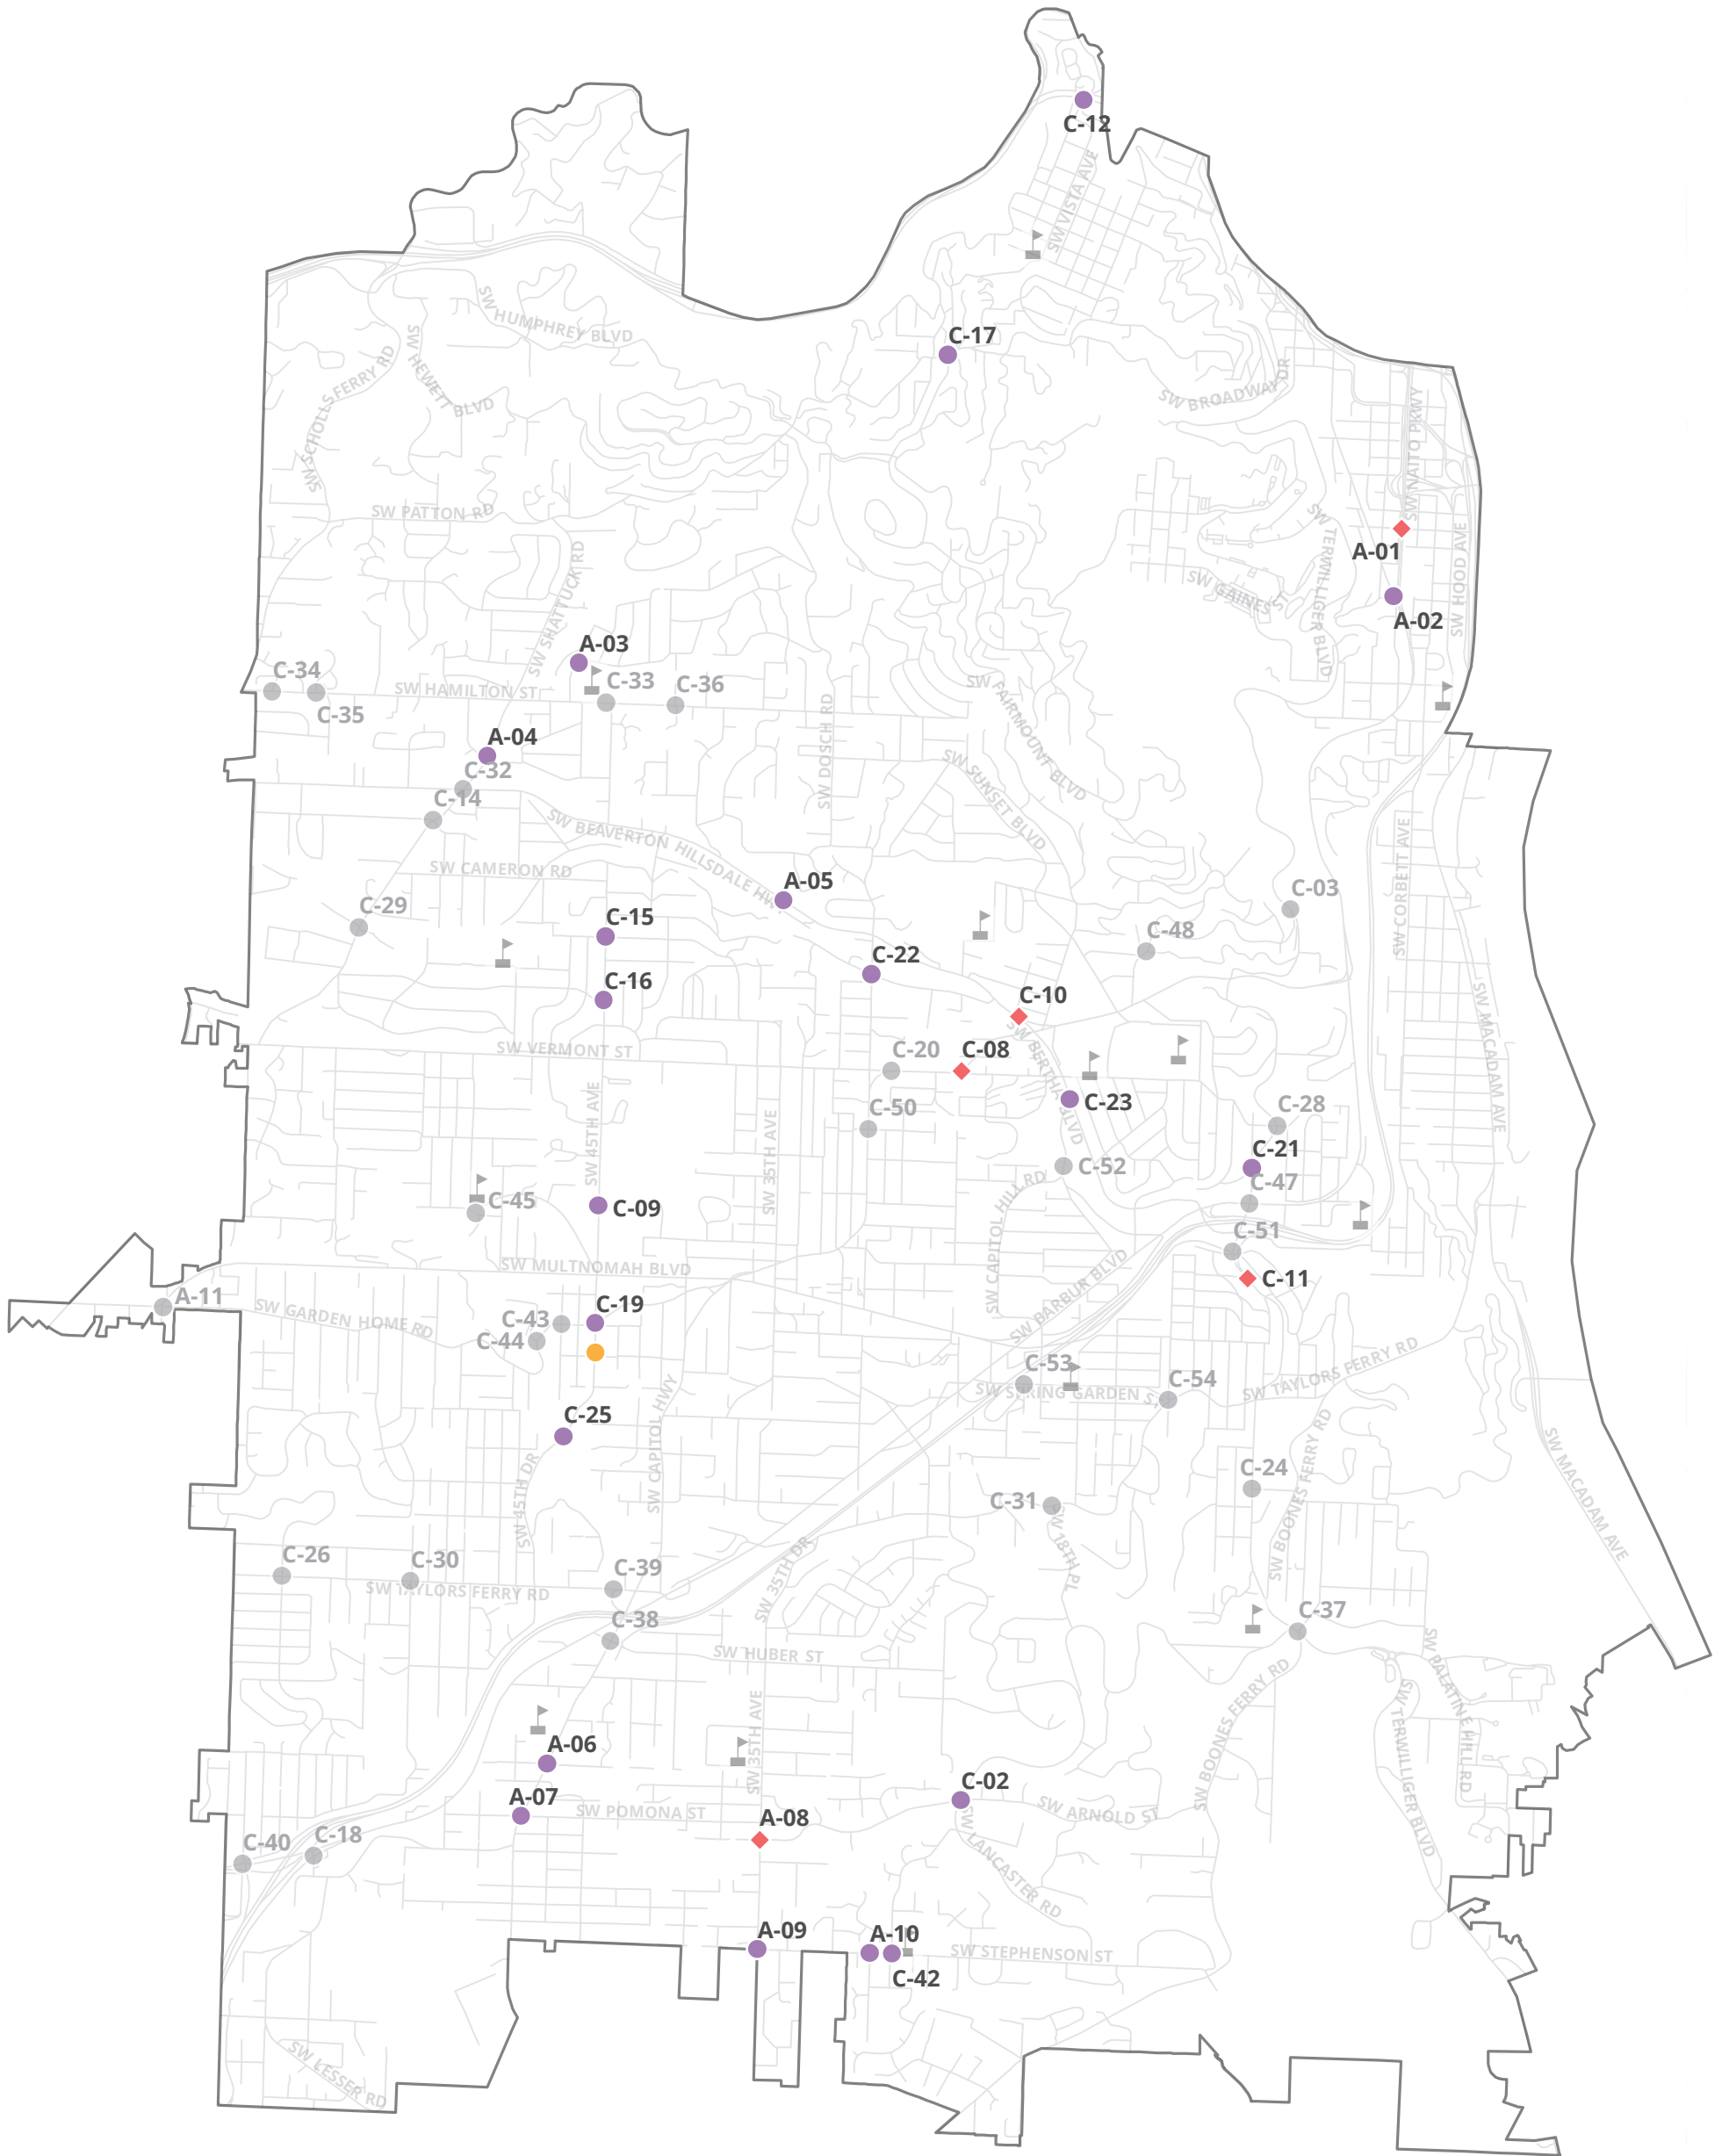 C-12
SW VISTA AVE
C-17
SW HUMPHREY BLVD
SW SCHOLLS FERRY RD
SW HEWETT BLVD
SW BROADWAY DR
SW NAITO PKWY
SW PATTON RD
A-01
SW TERWILLIGER BLVD
SW GAINES ST
SW HOOD AVE
SW SHATTUCK RD
A-02
A-03
C-34
C-33
C-36
SW HAMILTON ST
C-35
SW FAIRMOUNT BLVD
SW DOSCH RD
A-04
C-32
C-14
SW SUNSET BLVD
SW BEAVERTON HILLSDALE HWY
SW CAMERON RD
A-05
SW CORBETT AVE
C-03
C-29
C-15
C-48
C-22
C-16
C-10
SW MACADAM AVE
SW VERMONT ST
C-20
C-08
SW BERTHA BLVD
C-23
C-28
C-50
SW 45TH AVE
SW 35TH AVE
C-21
C-52
C-47
SW CAPITOL HILL RD
C-45
C-09
C-51
SW MULTNOMAH BLVD
C-11
SW BARBUR BLVD
A-11
SW GARDEN HOME RD
C-43
C-19
C-44
C-53
C-54
SW SPRING GARDEN ST
SW TAYLORS FERRY RD
C-25
SW CAPITOL HWY
SW 45TH DR
SW BOONES FERRY RD
C-24
C-31
SW 18TH PL
SW MACADAM AVE
SW 35TH DR
C-26
C-30
C-39
SW TAYLORS FERRY RD
C-38
C-37
SW HUBER ST
SW PALATINE HILL RD
SW BOONES FERRY RD
SW TERWILLIGER BLVD
SW 35TH AVE
A-06
C-02
A-07
SW POMONA ST
A-08
SW ARNOLD ST
SW LANCASTER RD
C-40
C-18
A-09
A-10
SW STEPHENSON ST
C-42
SW LESSER RD